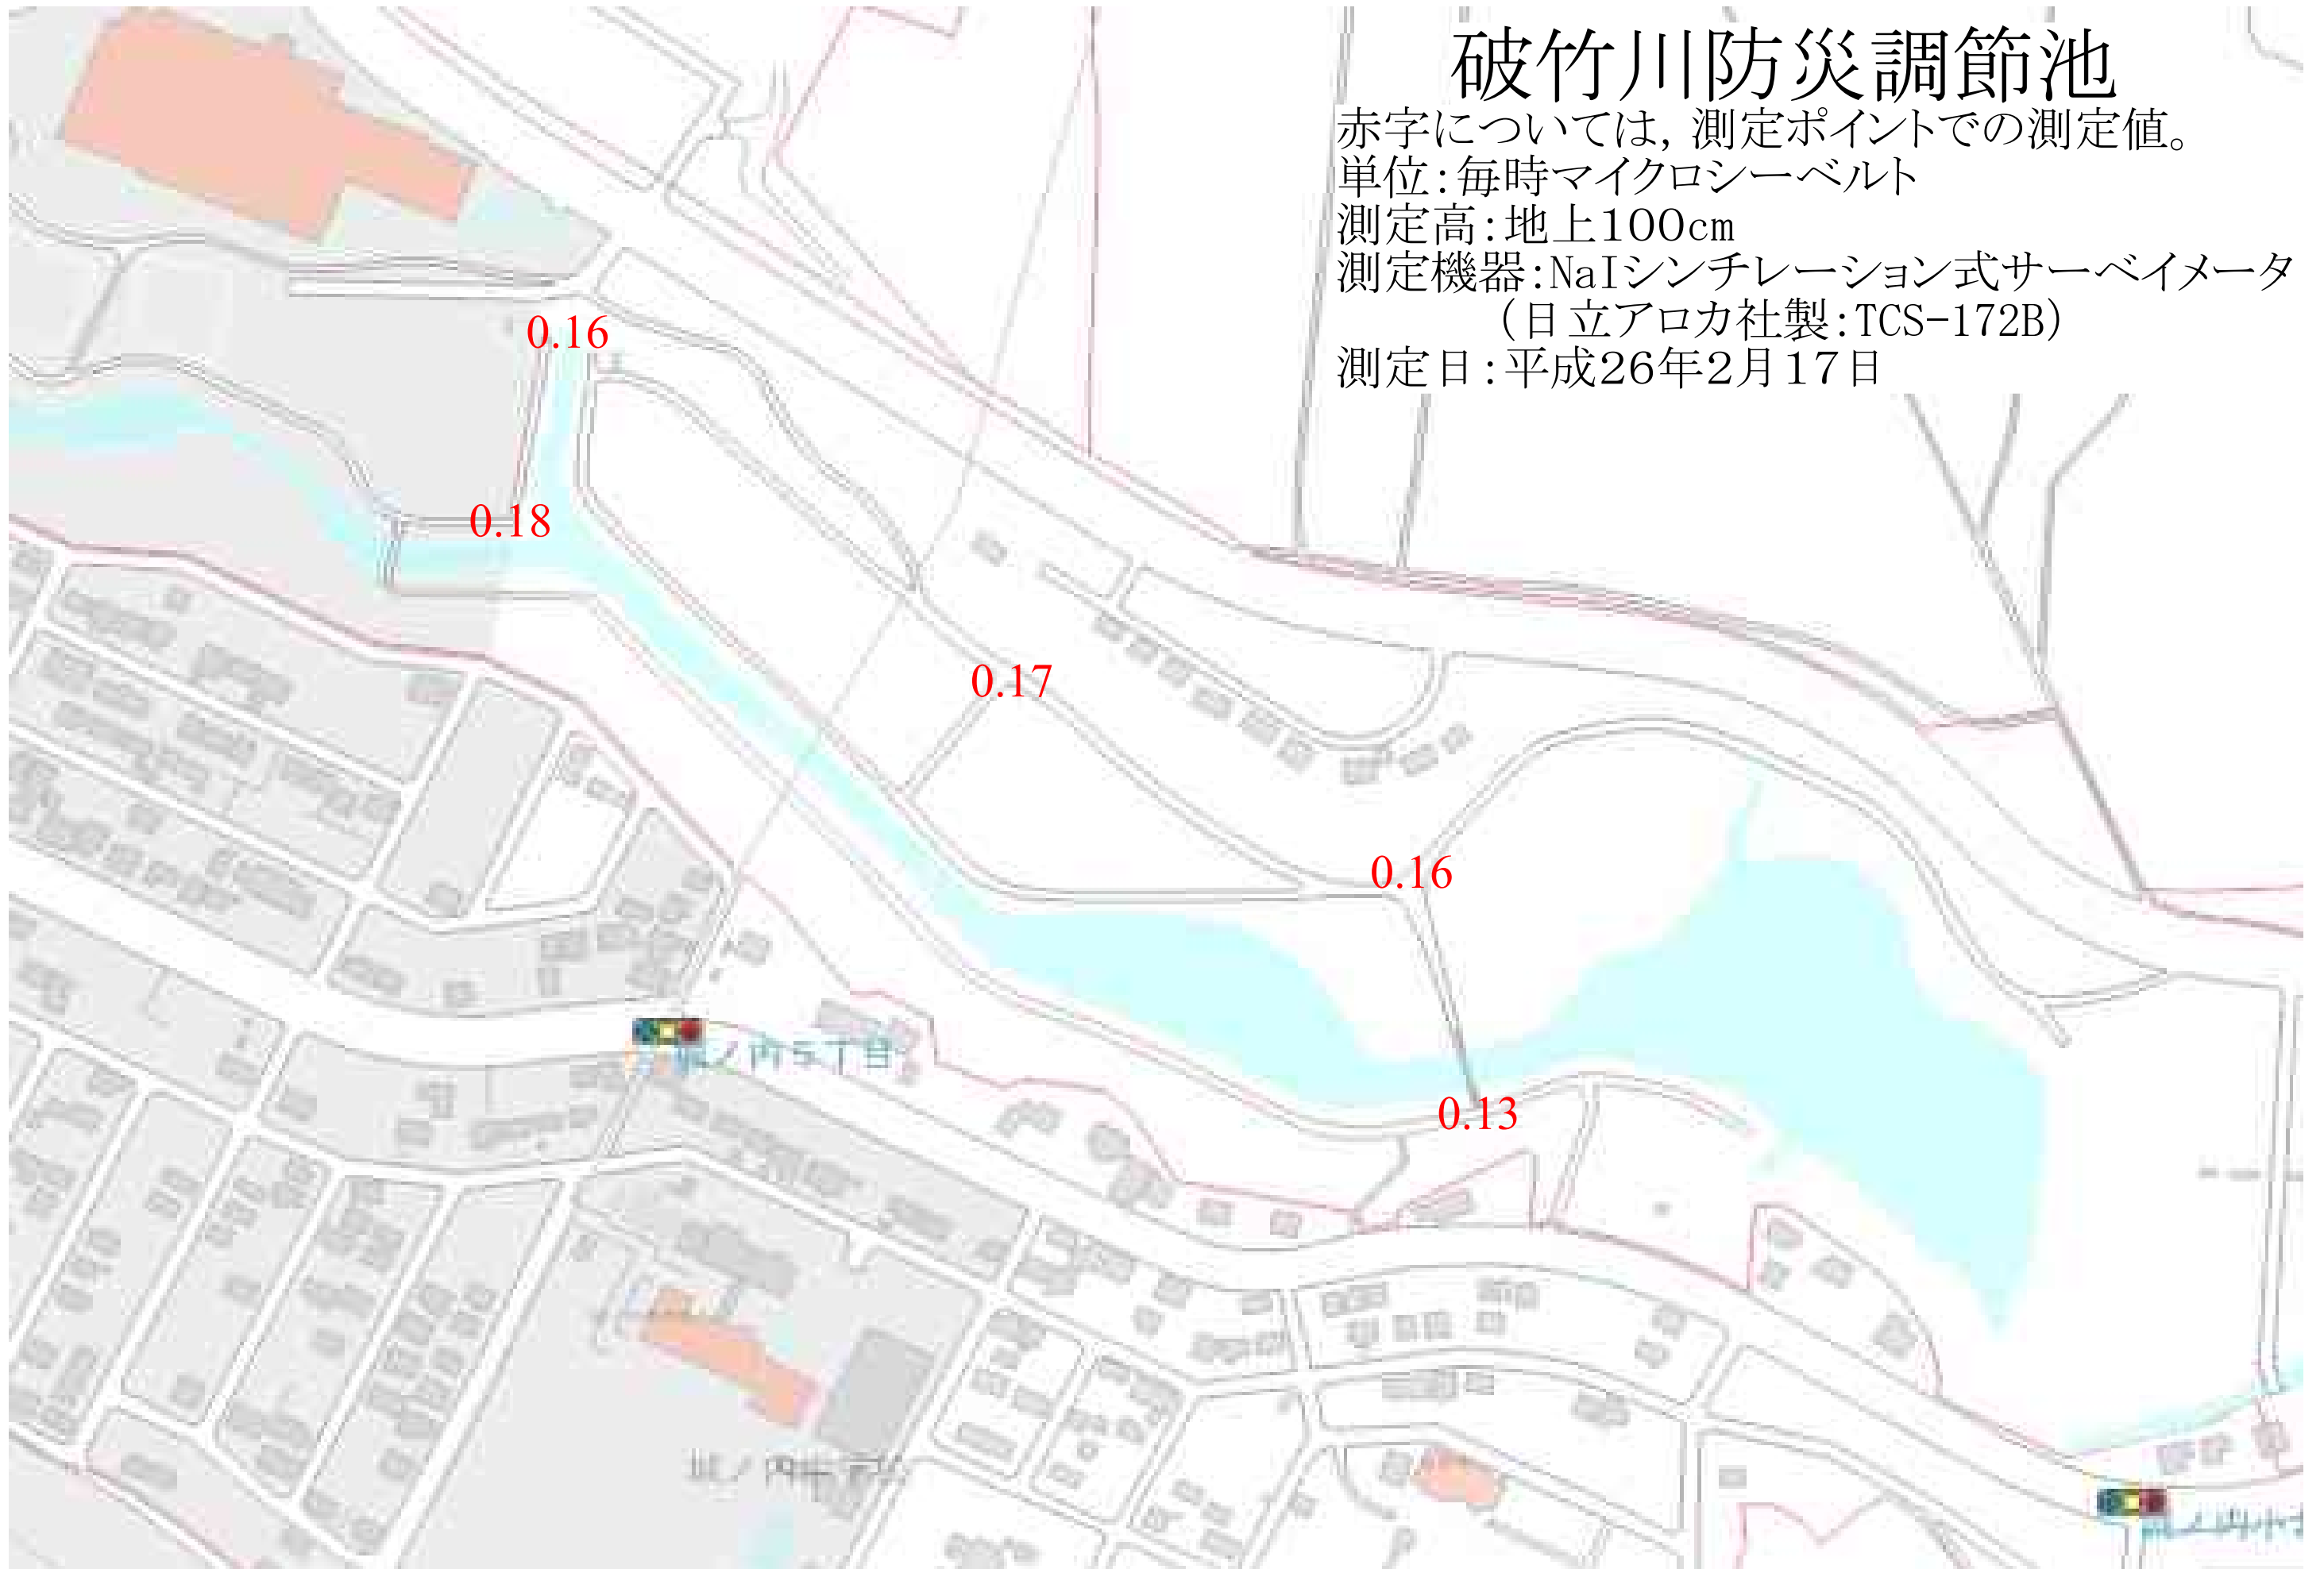 破竹川防災調節池
赤字については，測定ポイントでの測定値。
単位：毎時マイクロシーベルト
測定高：地上100cm
測定機器：NaIシンチレーション式サーベイメータ
（日立アロカ社製：TCS-172B）
測定日：平成26年2月17日
0.16
0.18
0.17
0.16
0.13